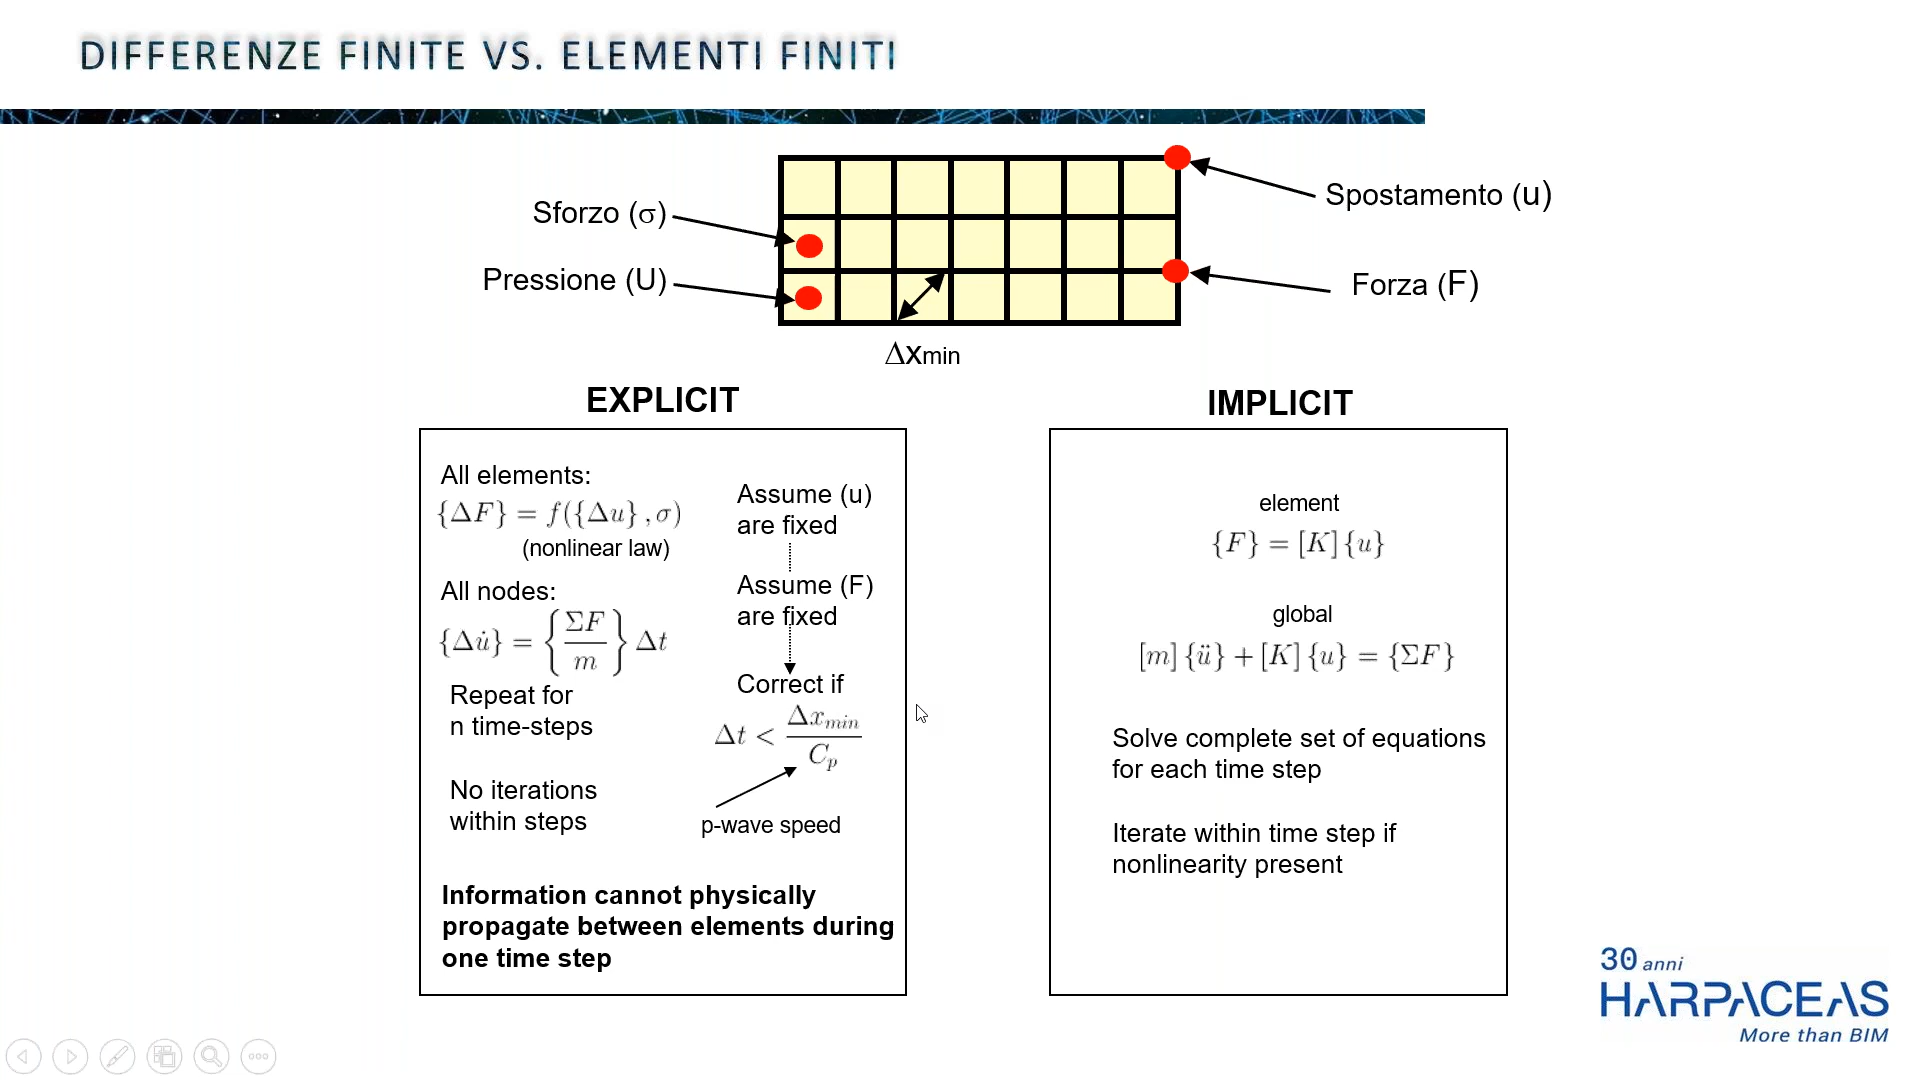 DIFFERENZE FINITE VS. ELEMENTI FINITI
Sforzo (σ)
Pressione (U)
Spostamento (u)
Forza (F)
Δxmin
EXPLICIT
All elements:
{ΔF} = f({Δu} , σ)
(nonlinear law)
All nodes:
{Δu̇} = {ΣF/m} Δt
Repeat for
n time-steps
No iterations
within steps
Assume (u)
are fixed
Assume (F)
are fixed
Correct if
Δt < Δx_min/C_p
p-wave speed
Information cannot physically
propagate between elements during
one time step
IMPLICIT
element
{F} = [K] {u}
global
[m] {ü} + [K] {u} = {ΣF}
Solve complete set of equations
for each time step
Iterate within time step if
nonlinearity present
30 anni
HARPACEAS
More than BIM